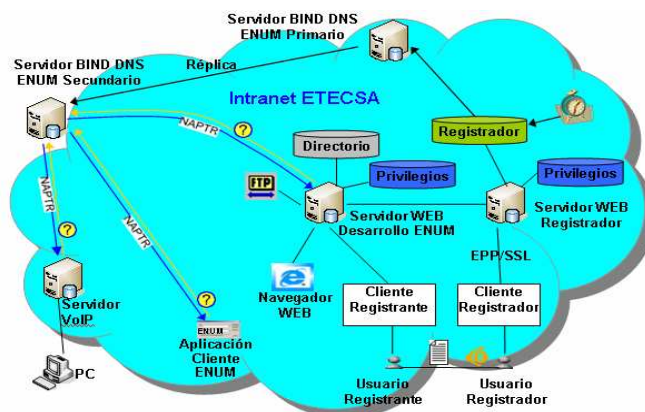 Servidor BIND DNS
ENUM Primario
Servidor BIND DNS
ENUM Secundario
Réplica
Intranet ETECSA
NAPTR
?
Registrador
Directorio
Privilegios
Privilegios
FTP
Servidor WEB
Desarrollo ENUM
Servidor WEB
Registrador
NAPTR
?
NAPTR
?
EPP/SSL
Navegador
WEB
Cliente
Registrante
Cliente
Registrador
Servidor
VoIP
ENUM
Aplicación
Cliente
ENUM
PC
Usuario
Registrante
Usuario
Registrador